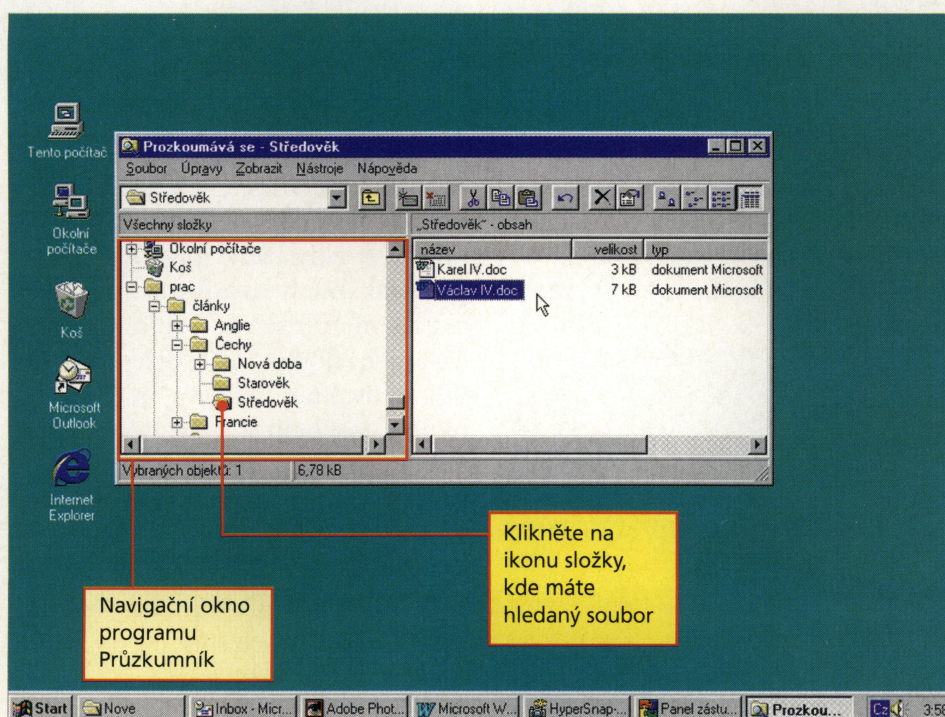 Tento počítač
Okolní
počítače
Koš
Microsoft
Outlook
Internet
Explorer
Prozkoumává se - Středověk
Soubor Úpravy Zobrazit Nástroje Nápověda
Středověk
Všechny složky
„Středověk“ - obsah
Okolní počítače
Koš
prac
články
Anglie
Čechy
Nová doba
Starověk
Středověk
Francie
název velikost typ
Karel IV.doc 3 kB dokument Microsoft
Václav IV.doc 7 kB dokument Microsoft
Vybraných objektů: 1 6,78 kB
Klikněte na
ikonu složky,
kde máte
hledaný soubor
Navigační okno
programu
Průzkumník
Start Nove Inbox - Micr... Adobe Phot... Microsoft W... HyperSnap-... Panel zástu... Prozkou... Cz 3:58